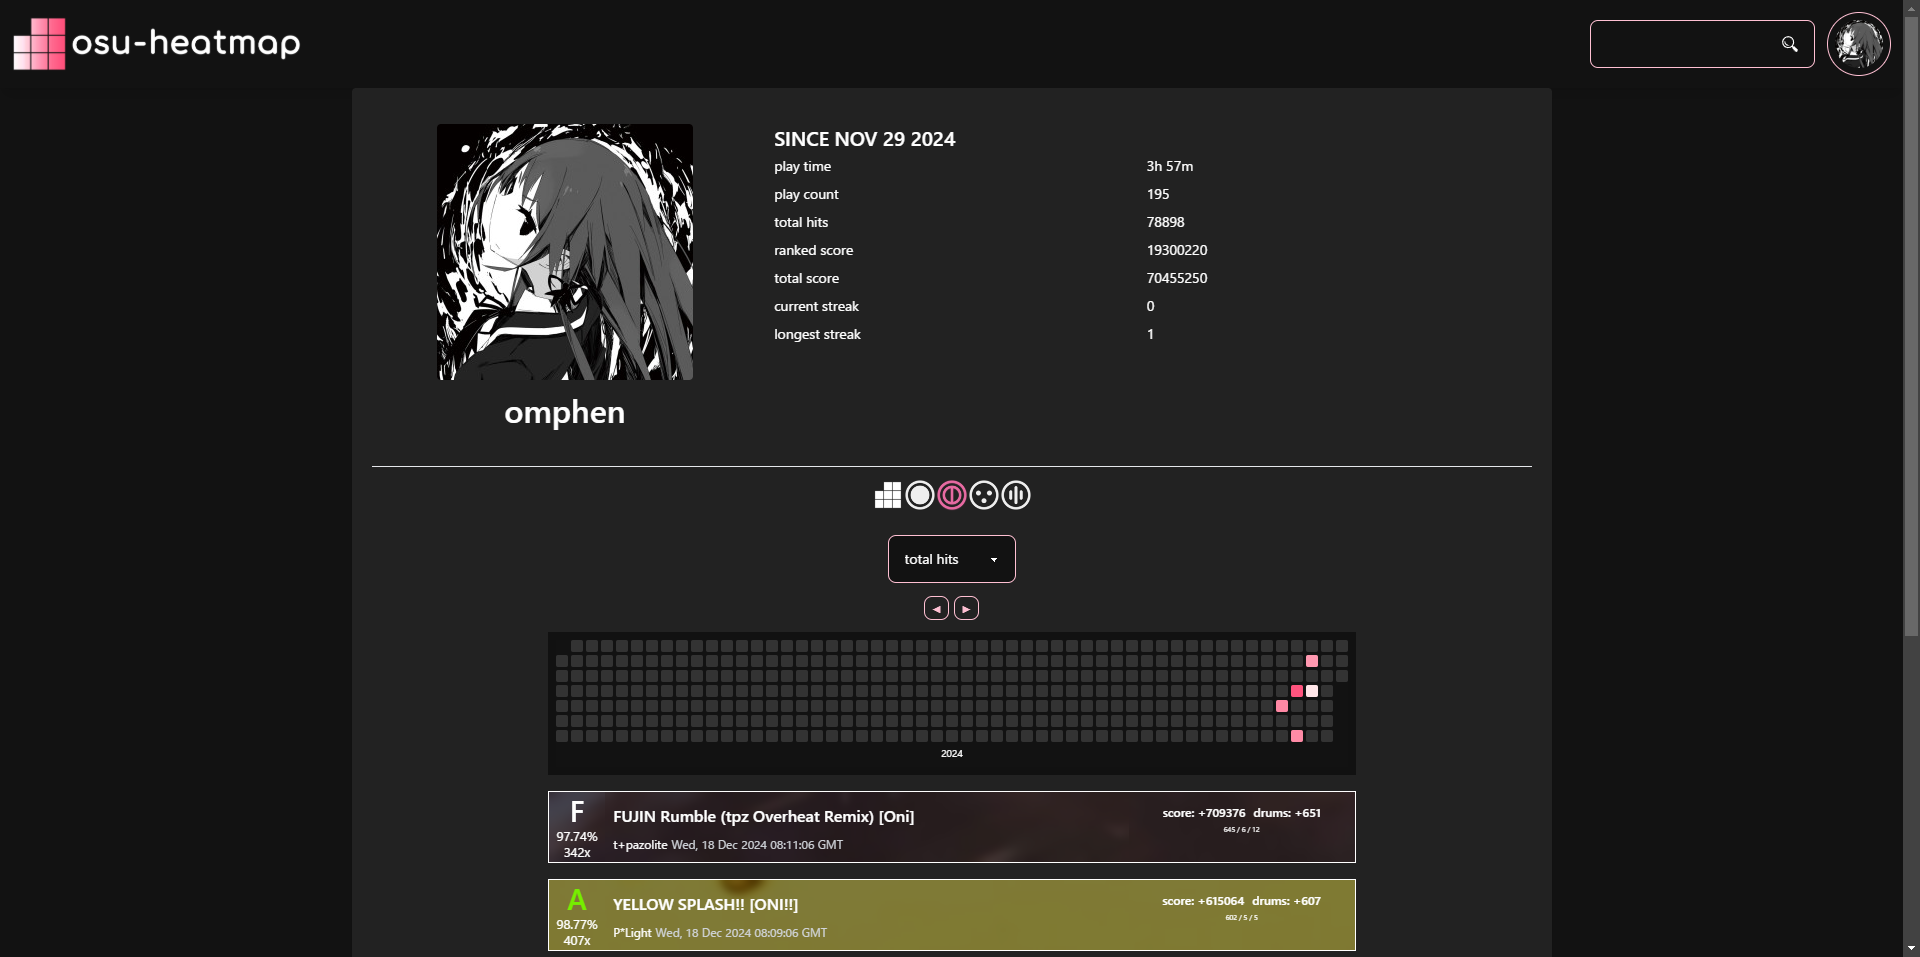 osu-heatmap
SINCE NOV 29 2024
play time 3h 57m
play count 195
total hits 78898
ranked score 19300220
total score 70455250
current streak 0
longest streak 1
omphen
total hits
2024
F
97.74%
342x
FUJIN Rumble (tpz Overheat Remix) [Oni]
t+pazolite Wed, 18 Dec 2024 08:11:06 GMT
score: +709376 drums: +651
645 / 6 / 12
A
98.77%
407x
YELLOW SPLASH!! [ONI!!]
P*Light Wed, 18 Dec 2024 08:09:06 GMT
score: +615064 drums: +607
602 / 5 / 5